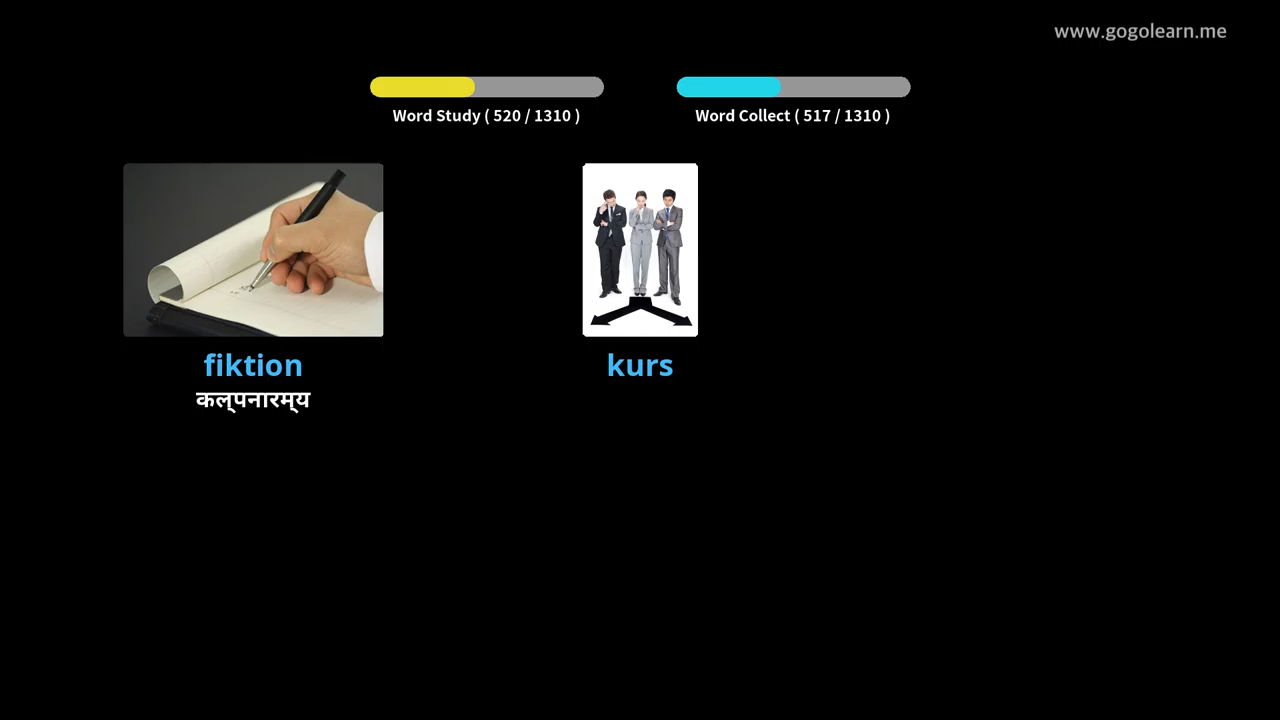 www.gogolearn.me
Word Study ( 520 / 1310 )
Word Collect ( 517 / 1310 )
fiktion
कल्पनारम्य
kurs